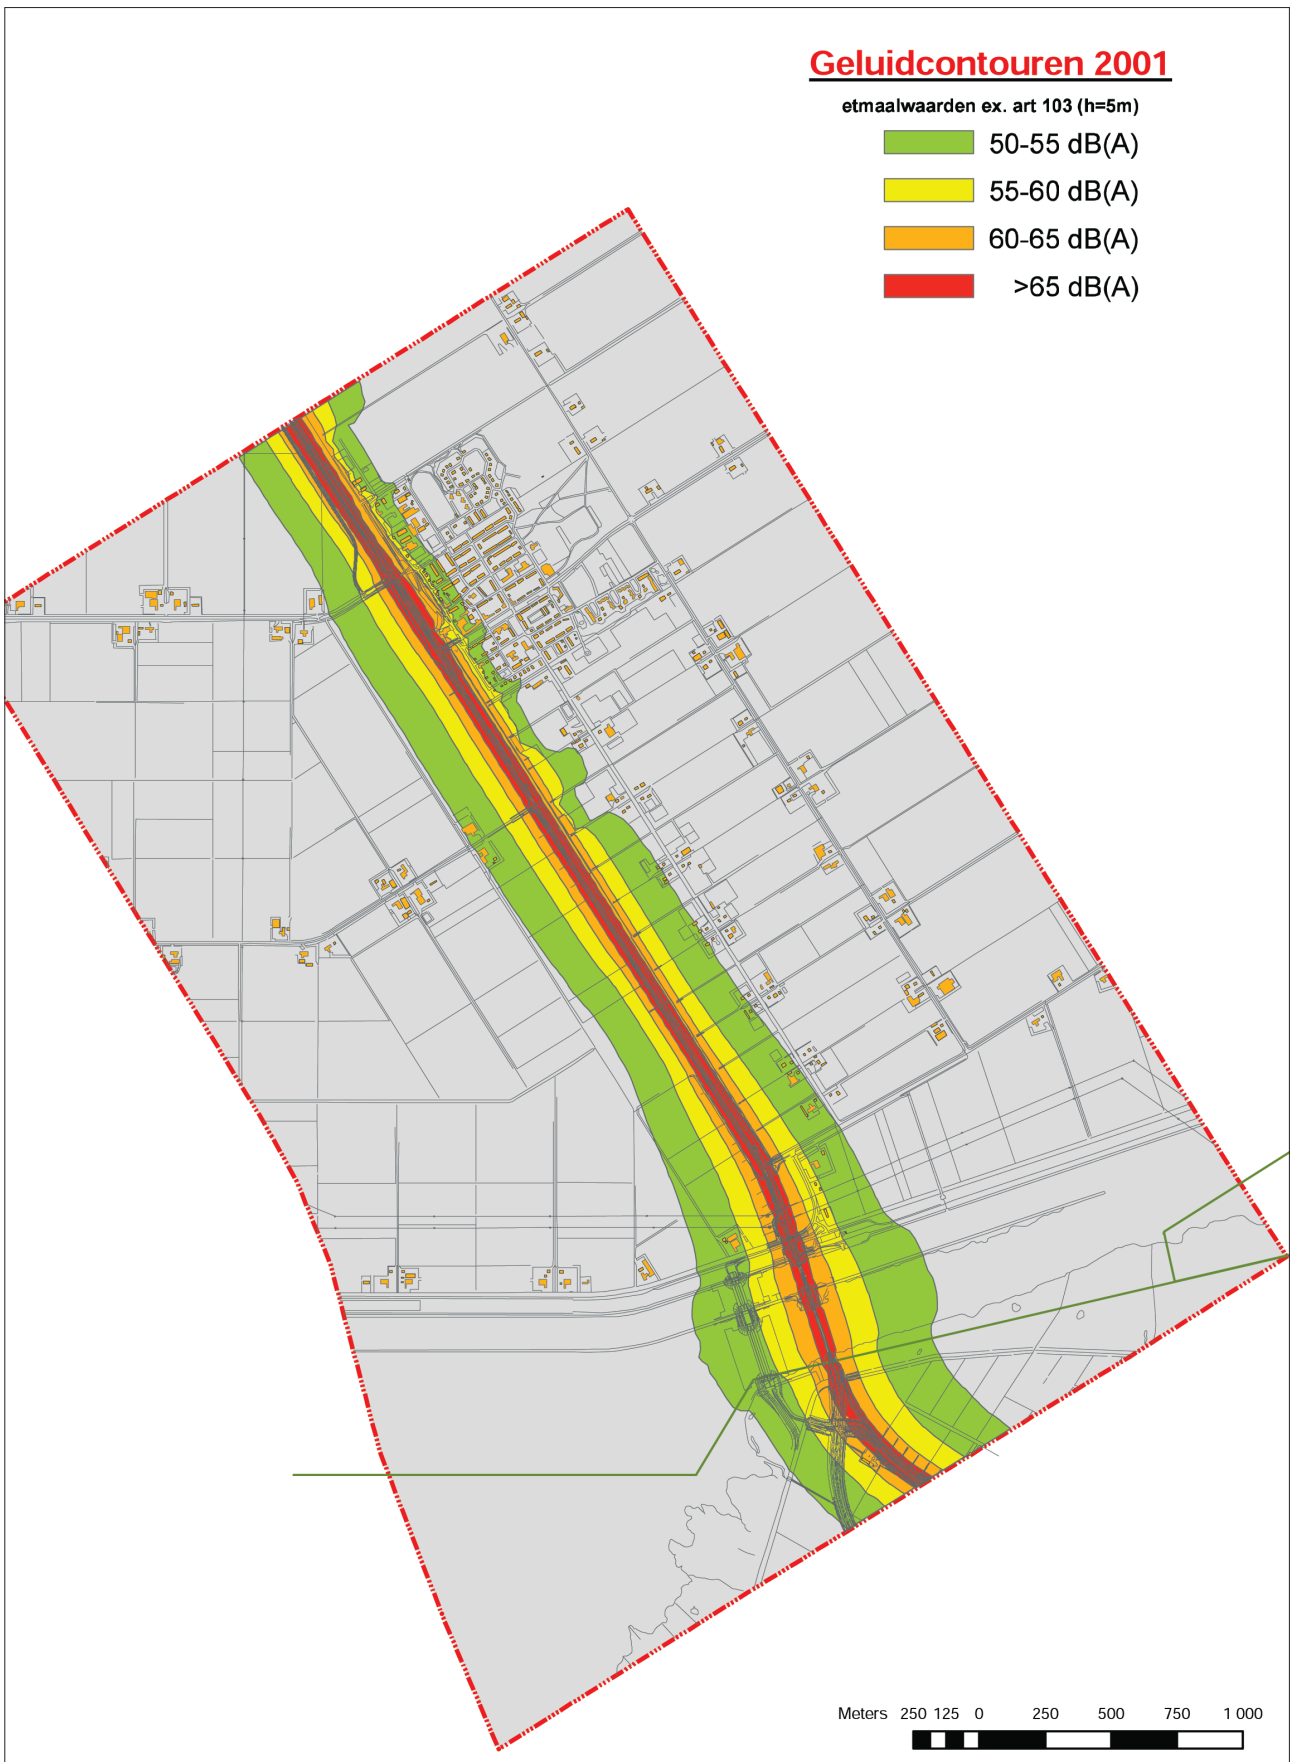 Geluidcontouren 2001
etmaalwaarden ex. art 103 (h=5m)
50-55 dB(A)
55-60 dB(A)
60-65 dB(A)
>65 dB(A)
Meters 250 125 0 250 500 750 1 000